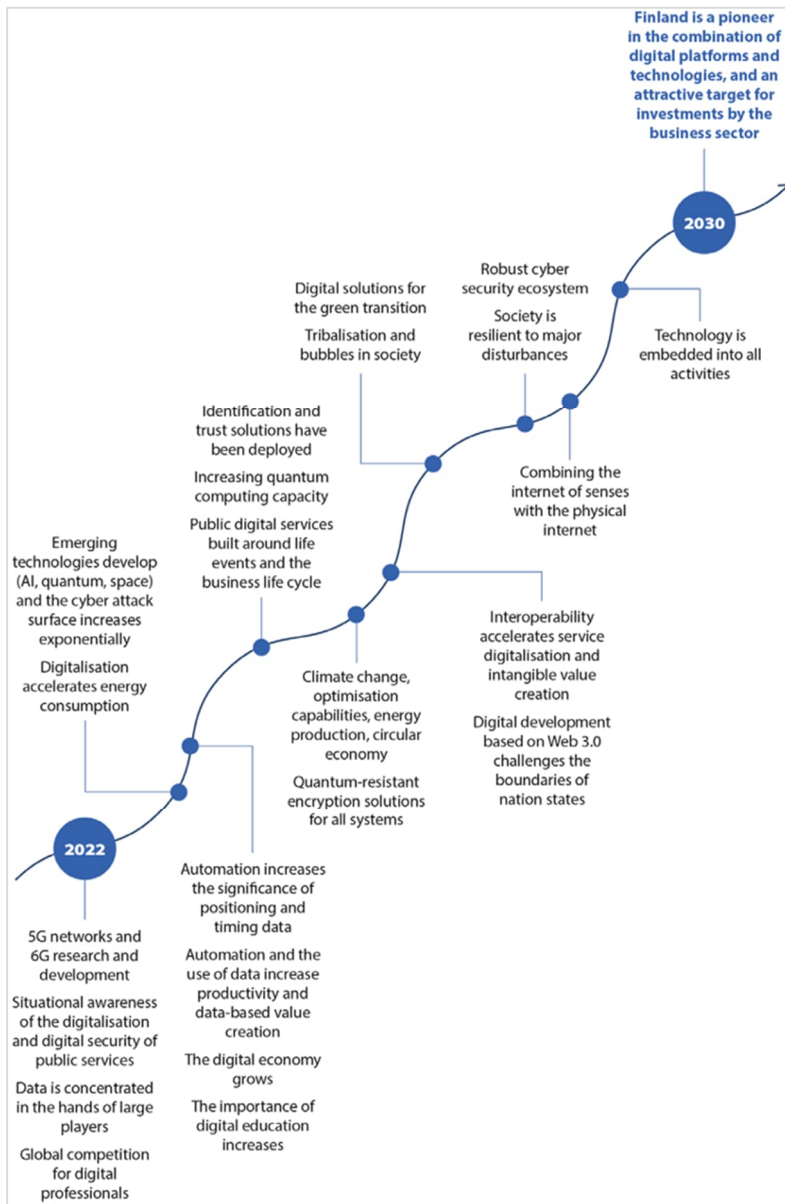 Finland is a pioneer
in the combination of
digital platforms and
technologies, and an
attractive target for
investments by the
business sector
2030
Robust cyber
security ecosystem
Society is
resilient to major
disturbances
Digital solutions for
the green transition
Tribalisation and
bubbles in society
Technology is
embedded into all
activities
Identification and
trust solutions have
been deployed
Increasing quantum
computing capacity
Public digital services
built around life
events and the
business life cycle
Combining the
internet of senses
with the physical
internet
Emerging
technologies develop
(AI, quantum, space)
and the cyber attack
surface increases
exponentially
Digitalisation
accelerates energy
consumption
Interoperability
accelerates service
digitalisation and
intangible value
creation
Digital development
based on Web 3.0
challenges the
boundaries of
nation states
Climate change,
optimisation
capabilities, energy
production, circular
economy
Quantum-resistant
encryption solutions
for all systems
2022
Automation increases
the significance of
positioning and
timing data
Automation and the
use of data increase
productivity and
data-based value
creation
The digital economy
grows
The importance of
digital education
increases
5G networks and
6G research and
development
Situational awareness
of the digitalisation
and digital security of
public services
Data is concentrated
in the hands of large
players
Global competition
for digital
professionals